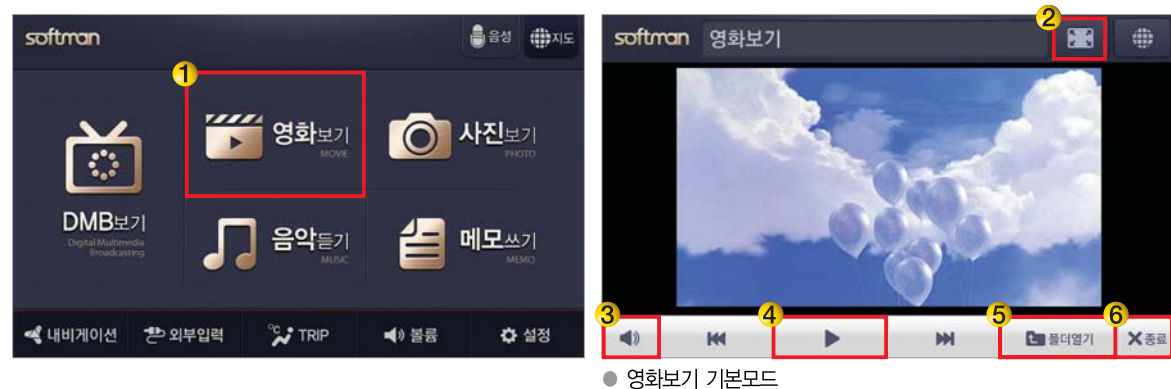 softman
음성
지도
1
영화보기
MOVIE
사진보기
PHOTO
DMB보기
Digital Multimedia
Broadcasting
음악듣기
MUSIC
메모쓰기
MEMO
내비게이션
외부입력
°C TRIP
볼륨
설정
softman 영화보기
2
3
4
5
폴더열기
6
종료
영화보기 기본모드